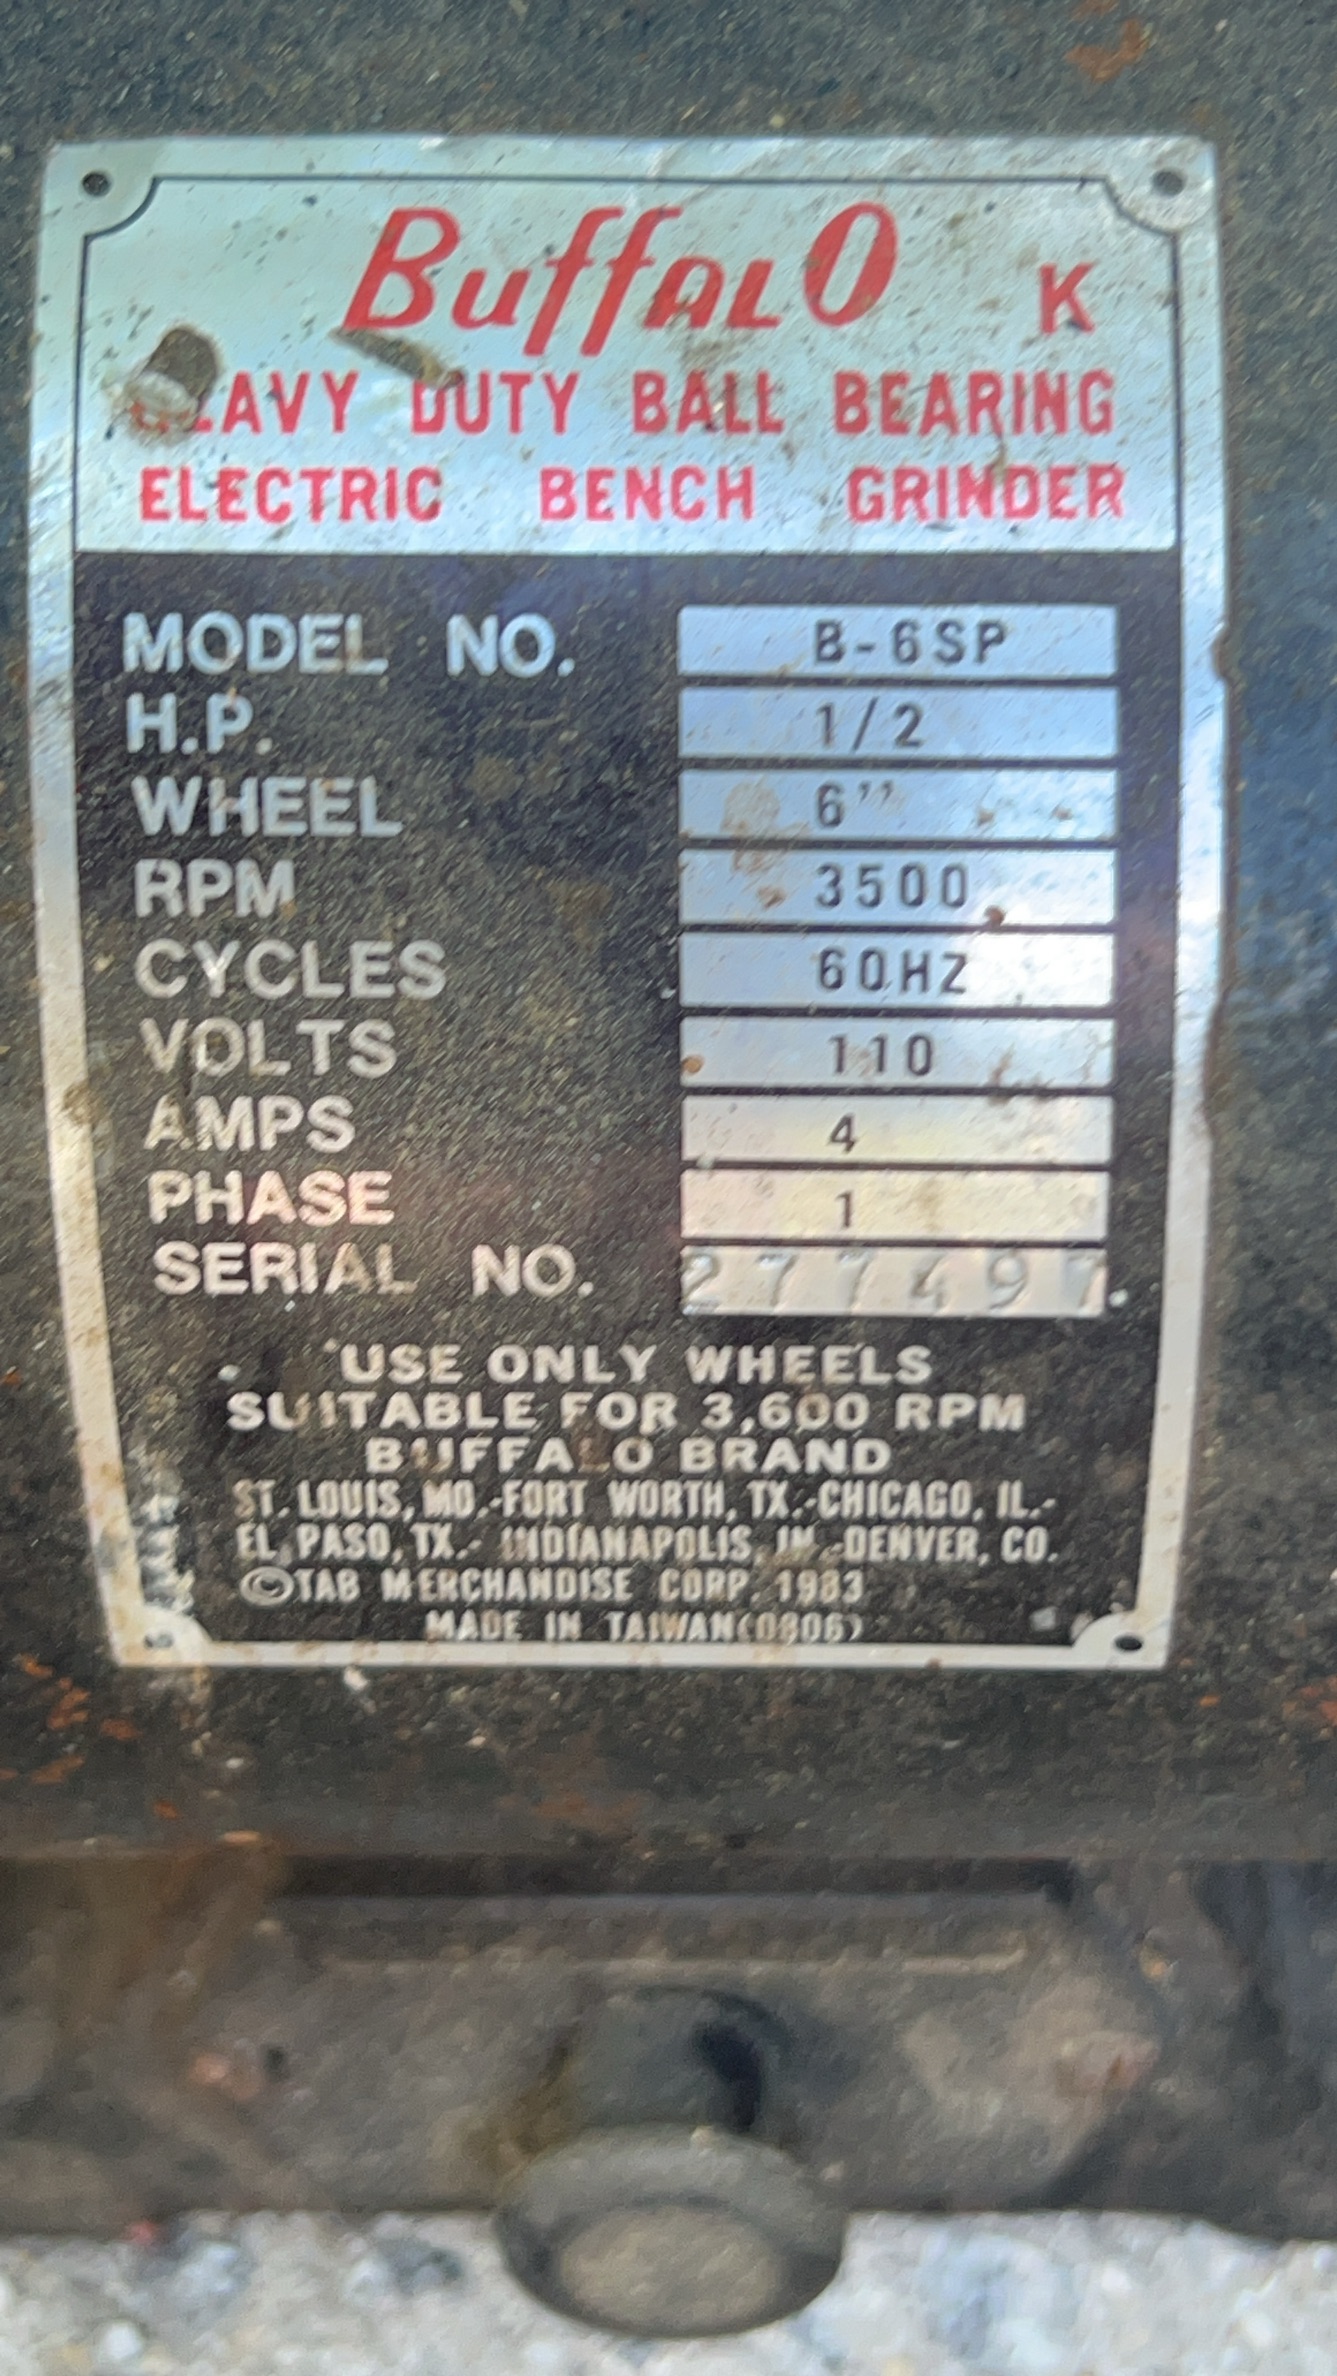 BuffALO K
HEAVY DUTY BALL BEARING
ELECTRIC BENCH GRINDER
MODEL NO. B-6SP
H.P. 1/2
WHEEL 6"
RPM 3500
CYCLES 60HZ
VOLTS 110
AMPS 4
PHASE 1
SERIAL NO. 277497
USE ONLY WHEELS
SUITABLE FOR 3,600 RPM
BUFFALO BRAND
ST. LOUIS, MO.-FORT WORTH, TX.-CHICAGO, IL.-
EL PASO, TX.- INDIANAPOLIS, IN.-DENVER, CO.
©TAB MERCHANDISE CORP. 1983
MADE IN TAIWAN(0806)